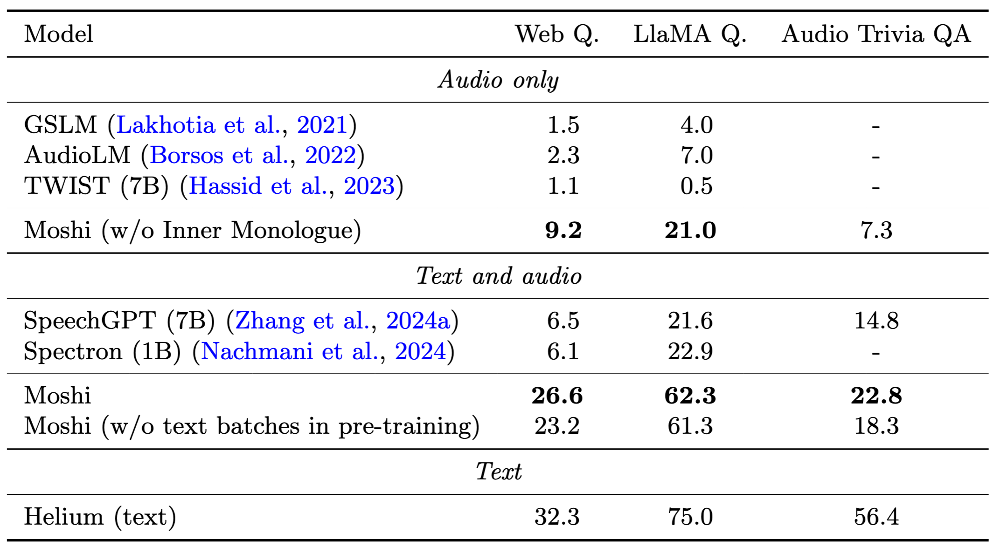 Model Web Q. LlaMA Q. Audio Trivia QA
Audio only
GSLM (Lakhotia et al., 2021) 1.5 4.0 -
AudioLM (Borsos et al., 2022) 2.3 7.0 -
TWIST (7B) (Hassid et al., 2023) 1.1 0.5 -
Moshi (w/o Inner Monologue) 9.2 21.0 7.3
Text and audio
SpeechGPT (7B) (Zhang et al., 2024a) 6.5 21.6 14.8
Spectron (1B) (Nachmani et al., 2024) 6.1 22.9 -
Moshi 26.6 62.3 22.8
Moshi (w/o text batches in pre-training) 23.2 61.3 18.3
Text
Helium (text) 32.3 75.0 56.4